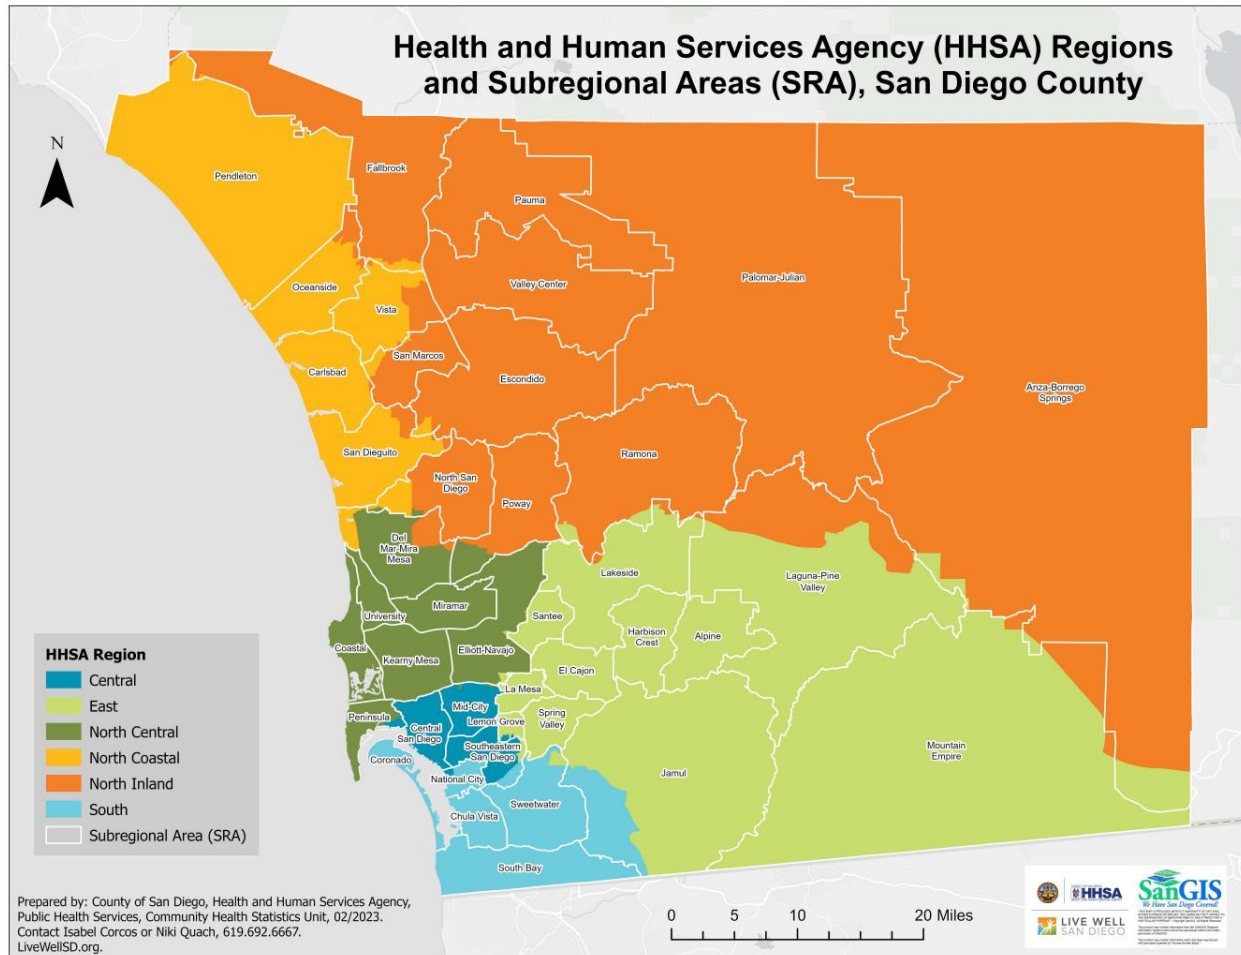 Health and Human Services Agency (HHSA) Regions
and Subregional Areas (SRA), San Diego County
N
Pendleton
Fallbrook
Pauma
Oceanside
Vista
Valley Center
Palomar-Julian
Carlsbad
San Marcos
Escondido
Anza-Borrego
Springs
San Dieguito
North San
Diego
Poway
Ramona
Del
Mar-Mira
Mesa
Lakeside
Laguna-Pine
Valley
University
Miramar
Santee
Harbison
Crest
Alpine
Coastal
Kearny Mesa
Elliott-Navajo
El Cajon
La Mesa
Peninsula
Mid-City
Lemon Grove
Spring
Valley
Central
San Diego
Southeastern
San Diego
Coronado
National City
Jamul
Mountain
Empire
Chula Vista
Sweetwater
South Bay
HHSA Region
Central
East
North Central
North Coastal
North Inland
South
Subregional Area (SRA)
Prepared by: County of San Diego, Health and Human Services Agency,
Public Health Services, Community Health Statistics Unit, 02/2023.
Contact Isabel Corcos or Niki Quach, 619.692.6667.
LiveWellSD.org.
0 5 10 20 Miles
HHSA
LIVE WELL
SAN DIEGO
SanGIS
We Have San Diego Covered!